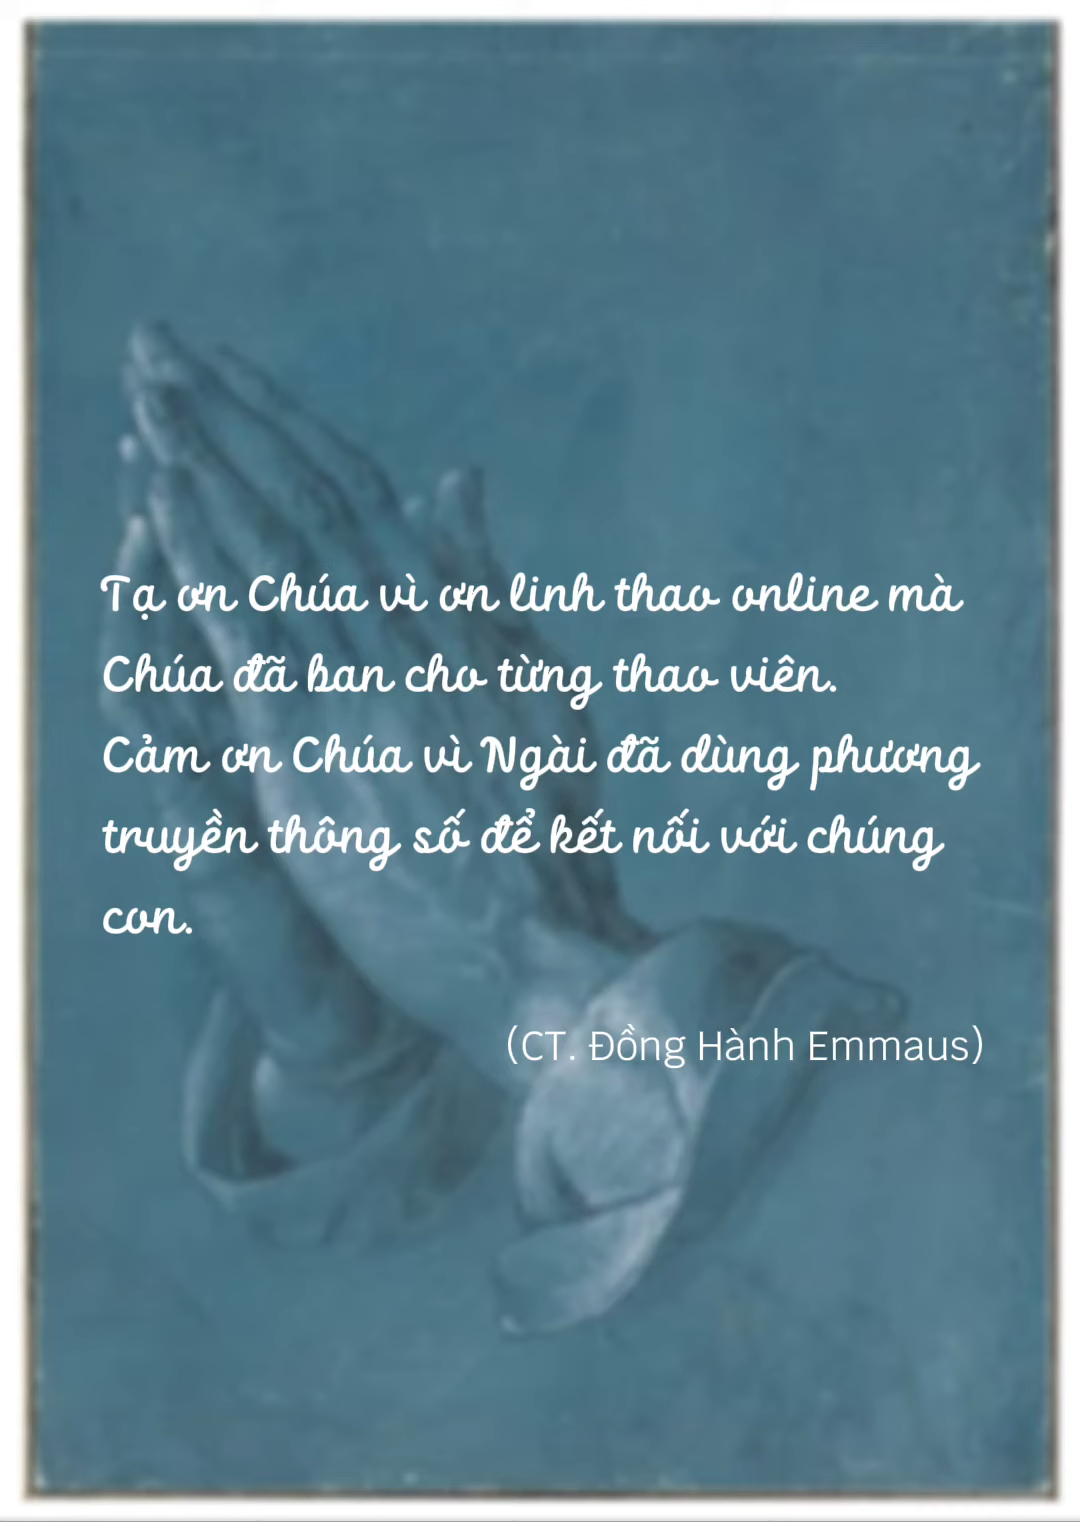 Tạ ơn Chúa vì ơn linh thao online mà
Chúa đã ban cho từng thao viên.
Cảm ơn Chúa vì Ngài đã dùng phương
truyền thông số để kết nối với chúng
con.
(CT. Đồng Hành Emmaus)